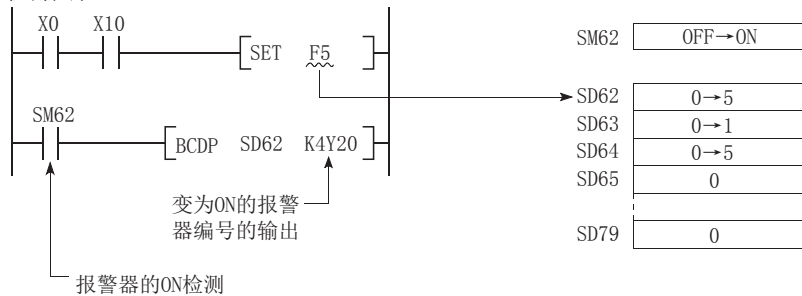 X0 X10
SET F5
SM62
BCDP SD62 K4Y20
变为ON的报警
器编号的输出
报警器的ON检测
SM62 OFF→ON
SD62 0→5
SD63 0→1
SD64 0→5
SD65 0
SD79 0